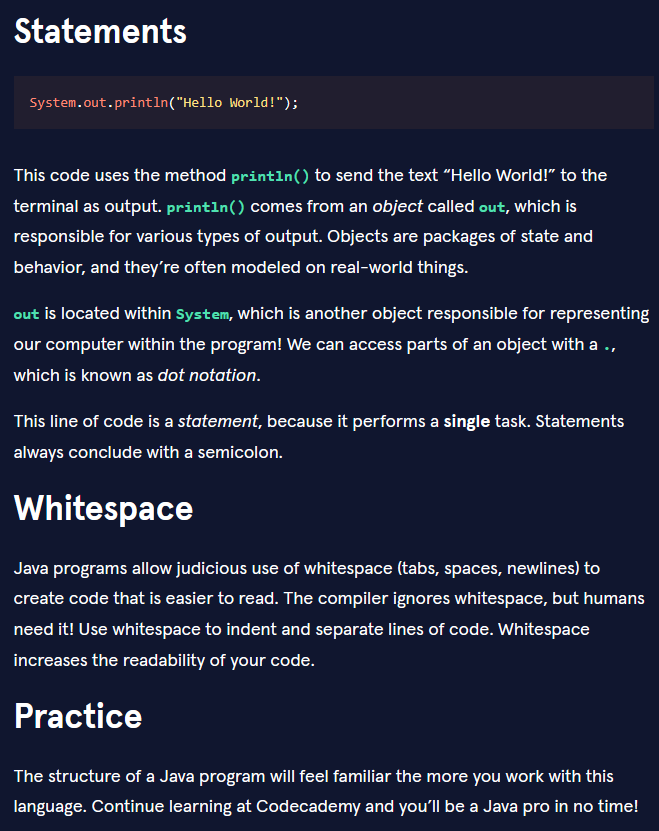 Statements
System.out.println("Hello World!");
This code uses the method println() to send the text “Hello World!” to the
terminal as output. println() comes from an object called out, which is
responsible for various types of output. Objects are packages of state and
behavior, and they’re often modeled on real-world things.
out is located within System, which is another object responsible for representing
our computer within the program! We can access parts of an object with a .,
which is known as dot notation.
This line of code is a statement, because it performs a single task. Statements
always conclude with a semicolon.
Whitespace
Java programs allow judicious use of whitespace (tabs, spaces, newlines) to
create code that is easier to read. The compiler ignores whitespace, but humans
need it! Use whitespace to indent and separate lines of code. Whitespace
increases the readability of your code.
Practice
The structure of a Java program will feel familiar the more you work with this
language. Continue learning at Codecademy and you’ll be a Java pro in no time!